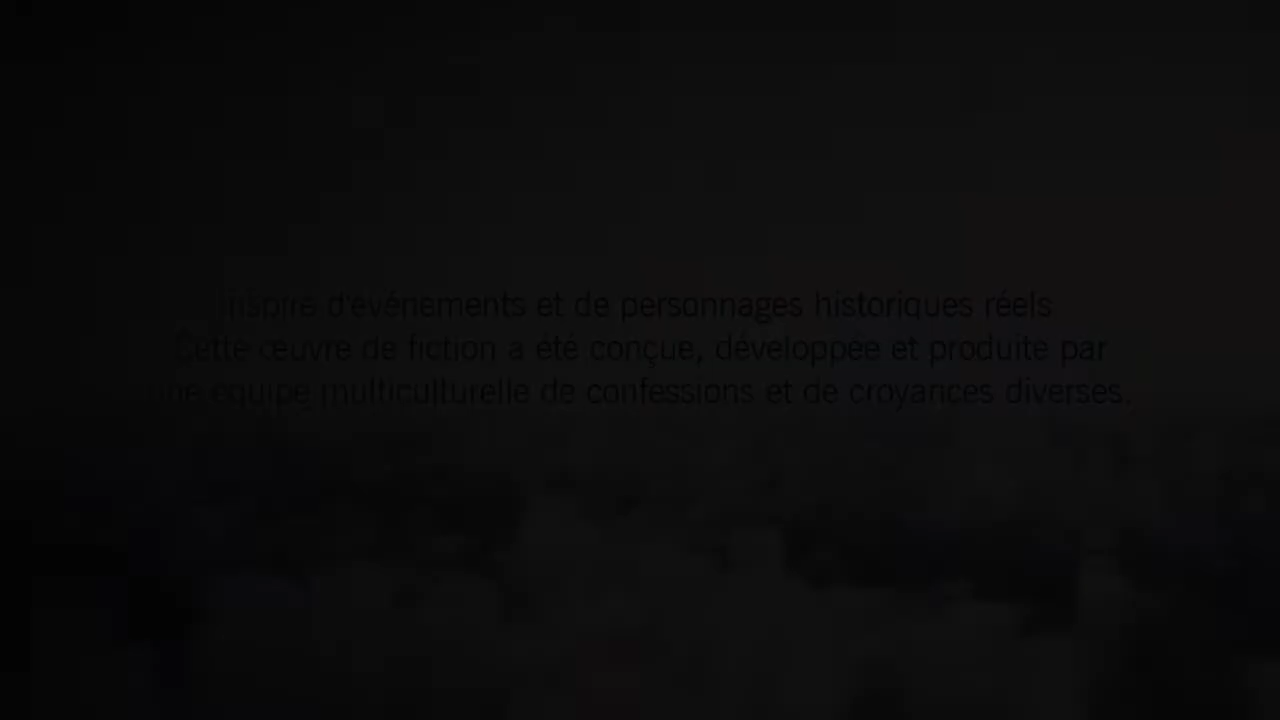 Inspiré d'événements et de personnages historiques réels
Cette œuvre de fiction a été conçue, développée et produite par
une équipe multiculturelle de confessions et de croyances diverses.